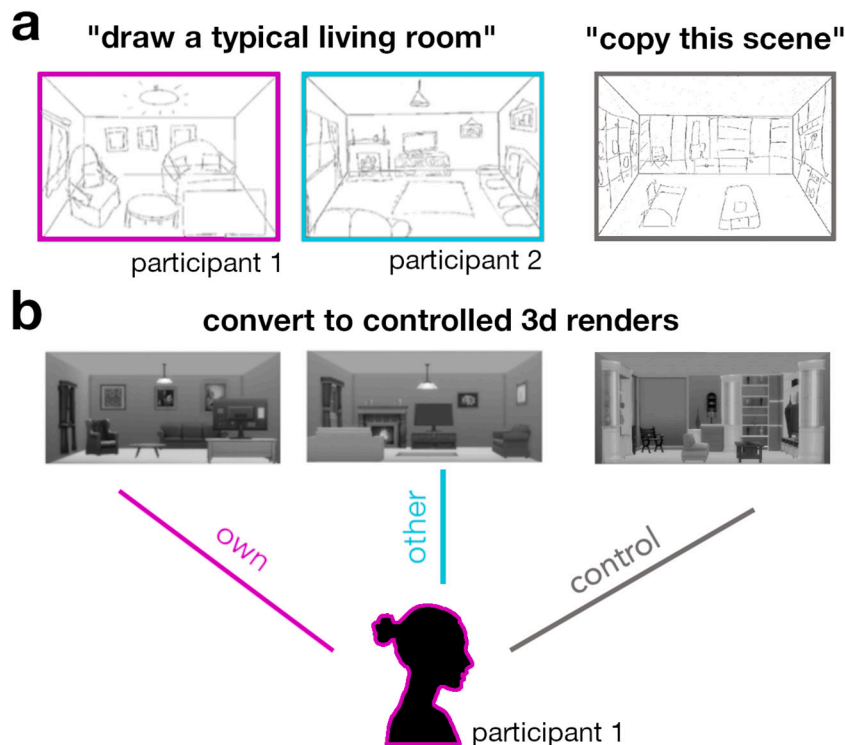 a
"draw a typical living room"
"copy this scene"
participant 1
participant 2
b
convert to controlled 3d renders
own
other
control
participant 1